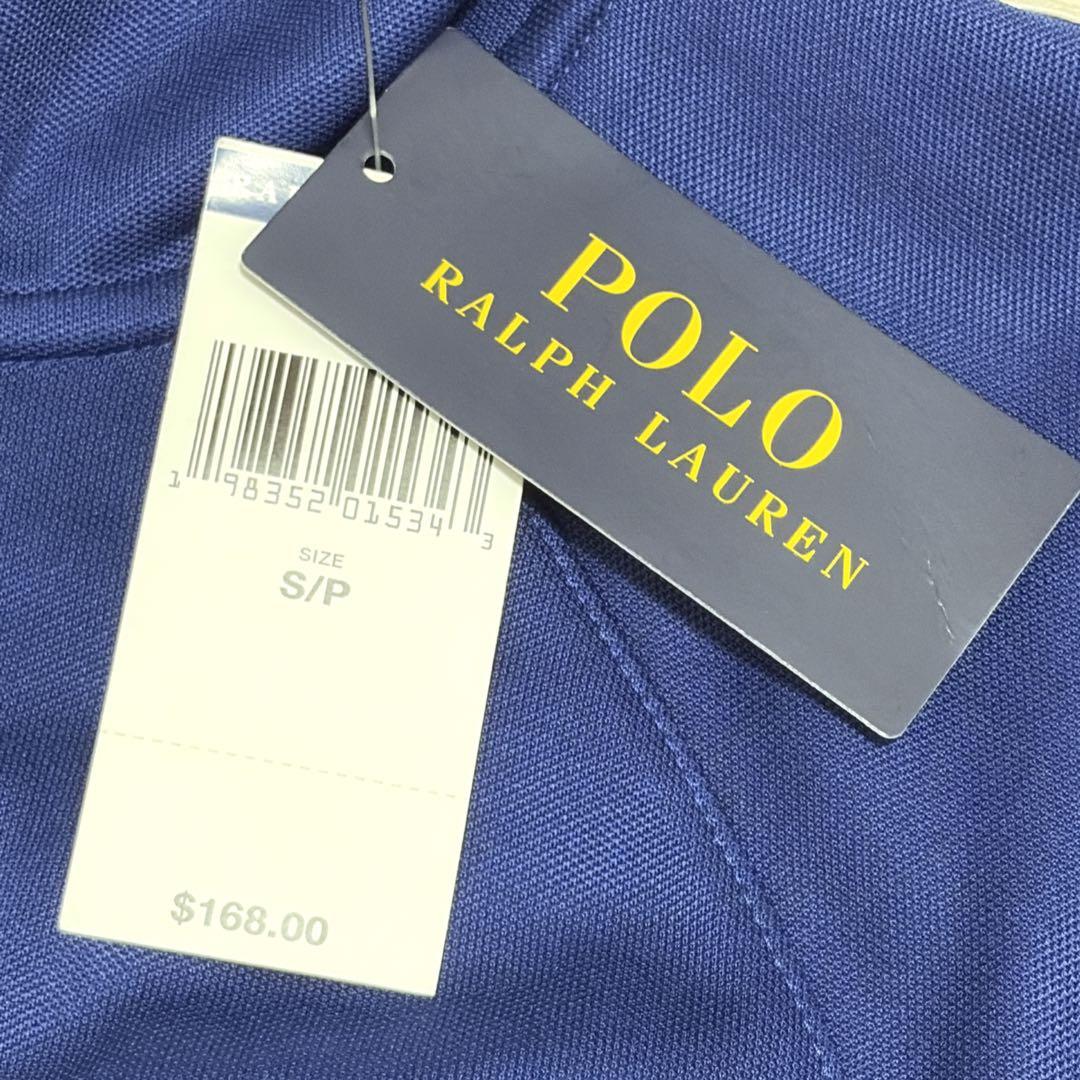 POLO
RALPH LAUREN
1 98352 01534 3
SIZE
S/P
$168.00